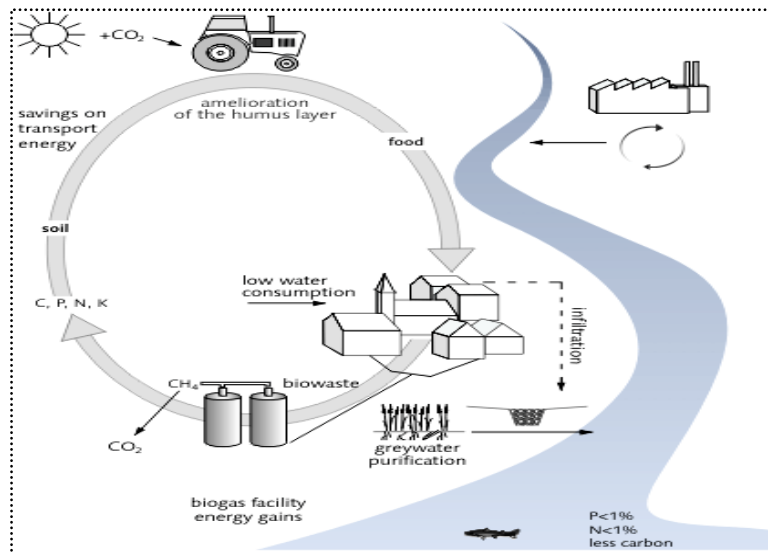 +CO₂
amelioration
of the humus layer
savings on
transport
energy
food
soil
low water
consumption
C, P, N, K
infiltration
CH₄
biowaste
CO₂
greywater
purification
biogas facility
energy gains
P<1%
N<1%
less carbon